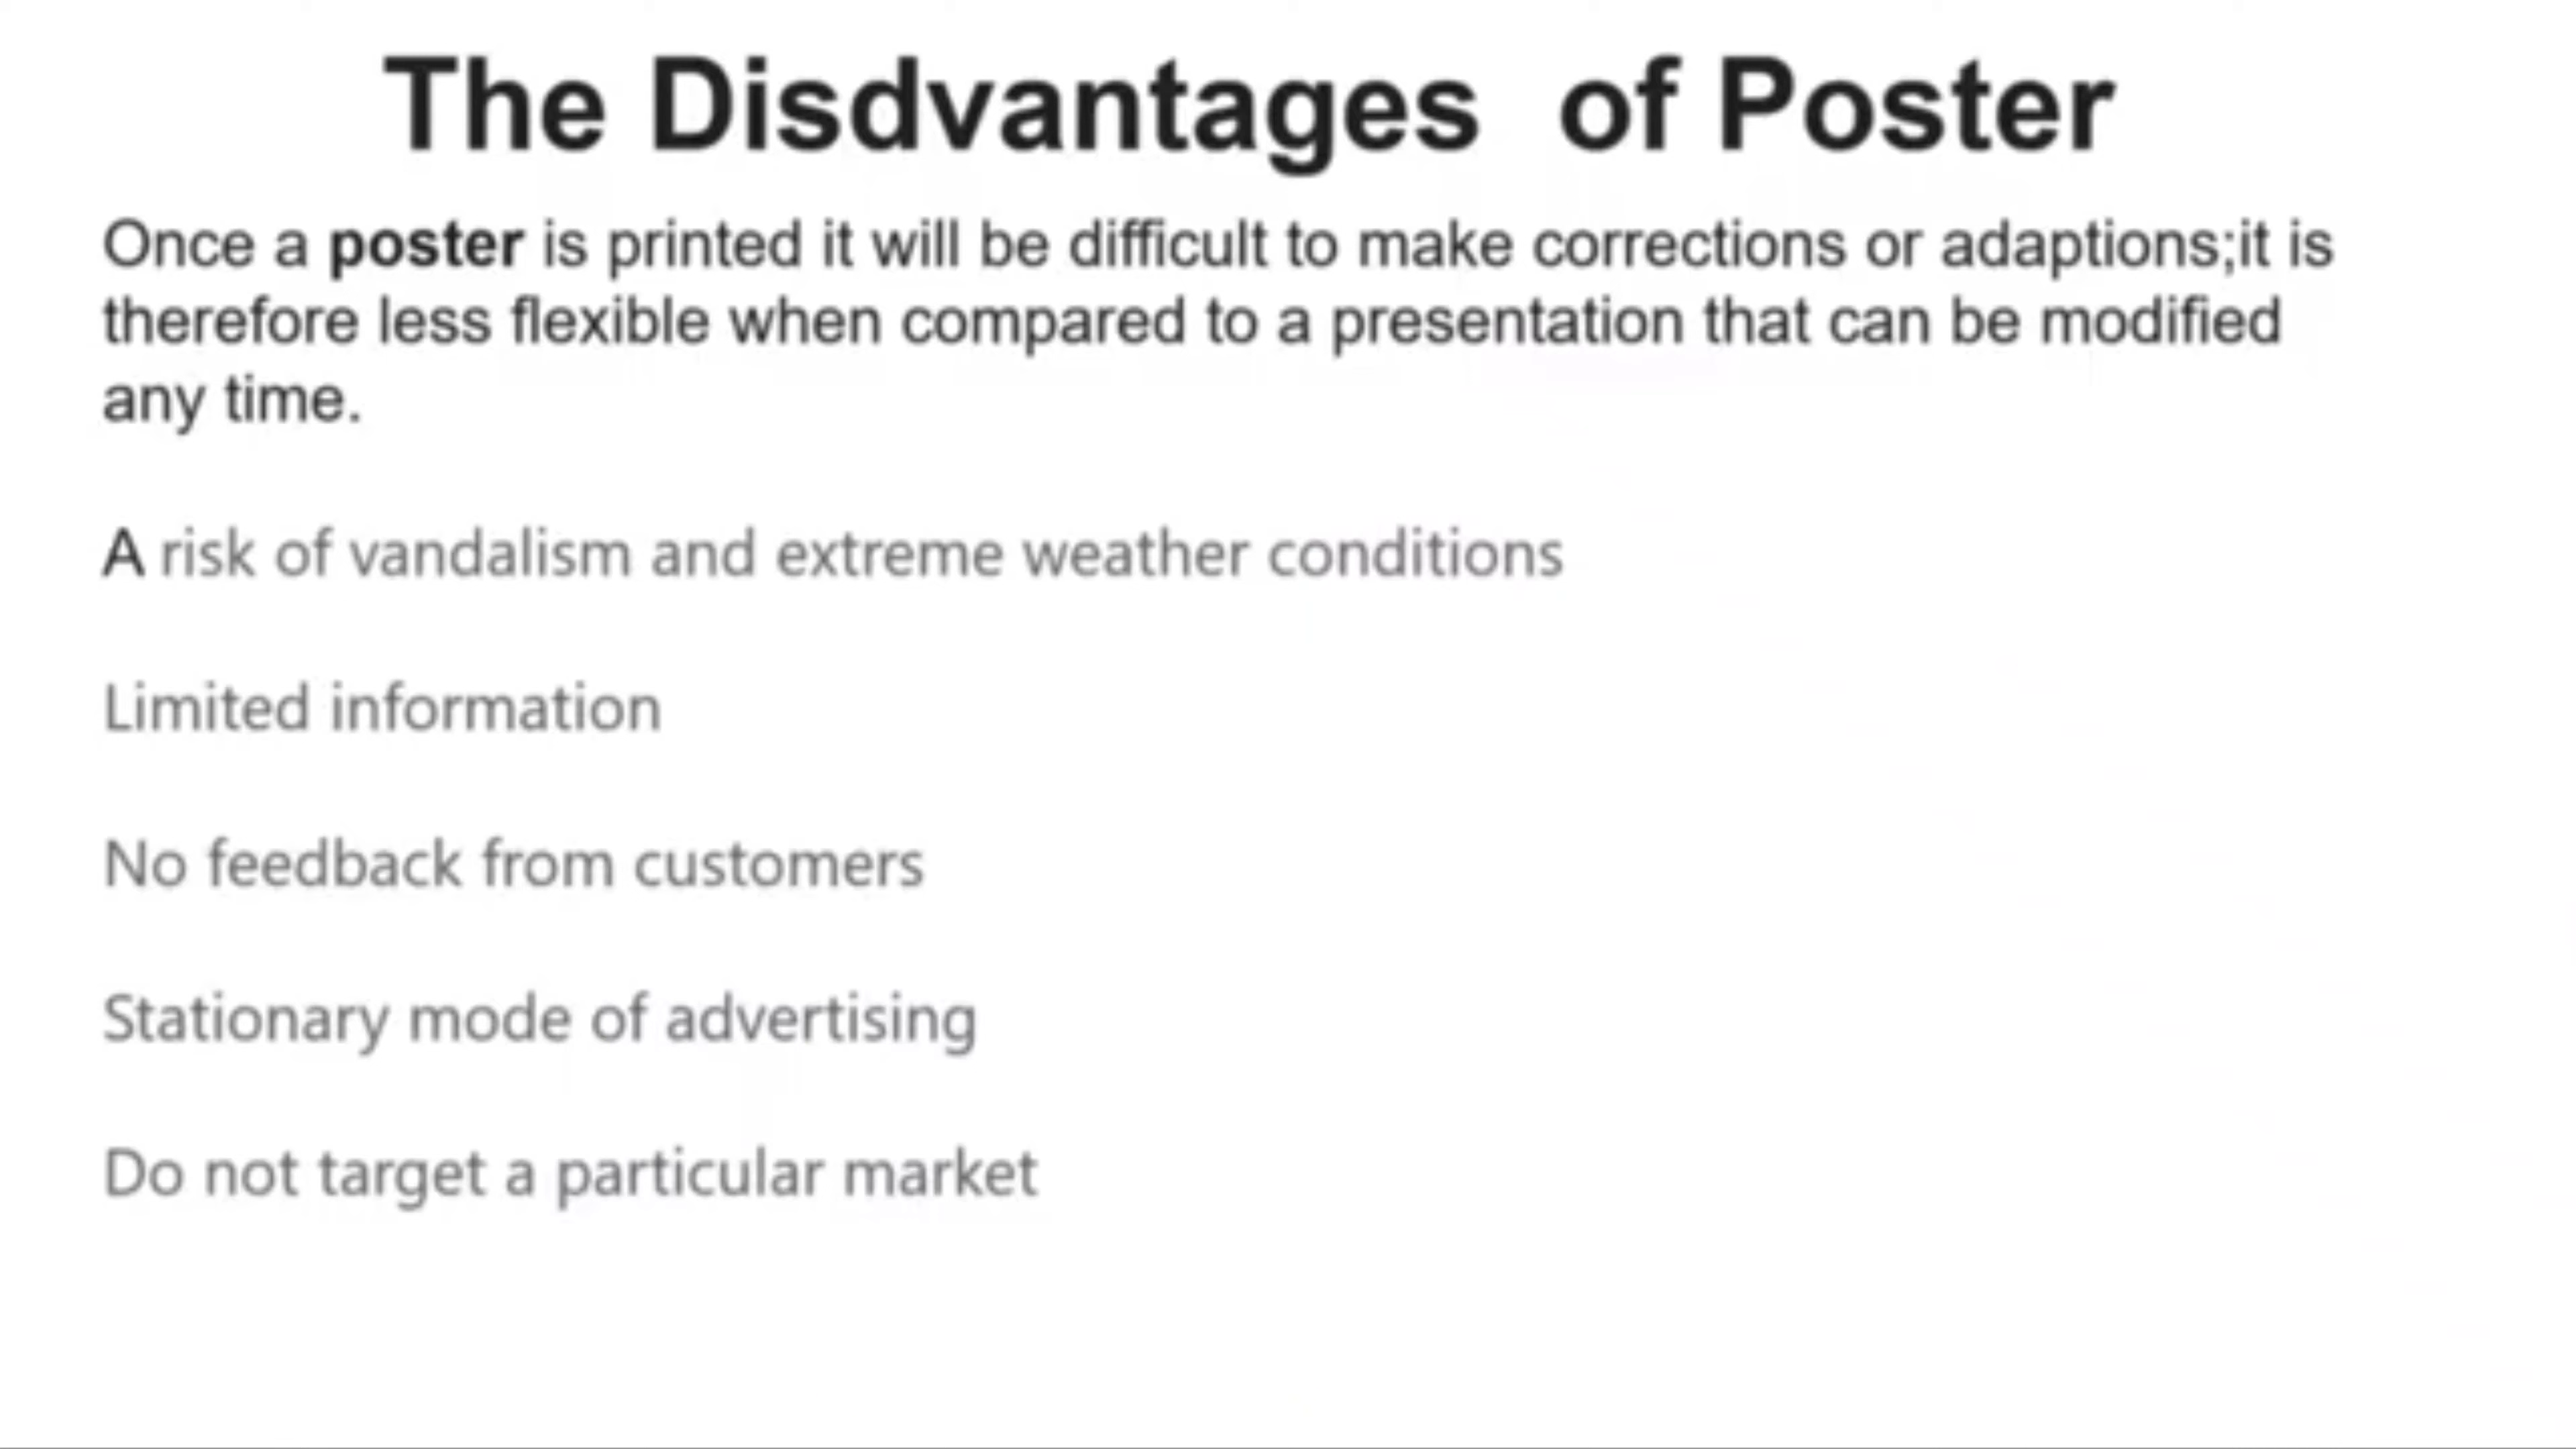 The Disdvantages  of Poster
Once a poster is printed it will be difficult to make corrections or adaptions;it is
therefore less flexible when compared to a presentation that can be modified
any time.
A risk of vandalism and extreme weather conditions
Limited information
No feedback from customers
Stationary mode of advertising
Do not target a particular market